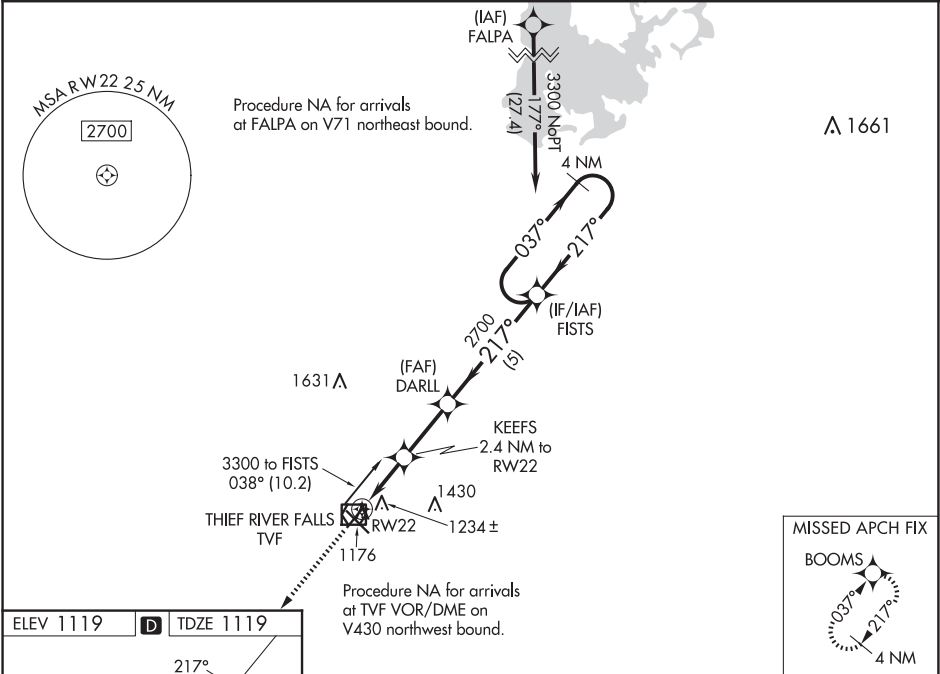 (IAF)
FALPA
MSA RW22 25 NM
2700
Procedure NA for arrivals
at FALPA on V71 northeast bound.
3300 NoPT
177°
(27.4)
1661
4 NM
037°
217°
(IF/IAF)
FISTS
2700
217°
(5)
(FAF)
DARLL
1631
KEEFS
2.4 NM to
RW22
3300 to FISTS
038° (10.2)
1430
THIEF RIVER FALLS
TVF
RW22
1234 ±
1176
Procedure NA for arrivals
at TVF VOR/DME on
V430 northwest bound.
MISSED APCH FIX
BOOMS
037°
217°
4 NM
ELEV 1119
D
TDZE 1119
217°